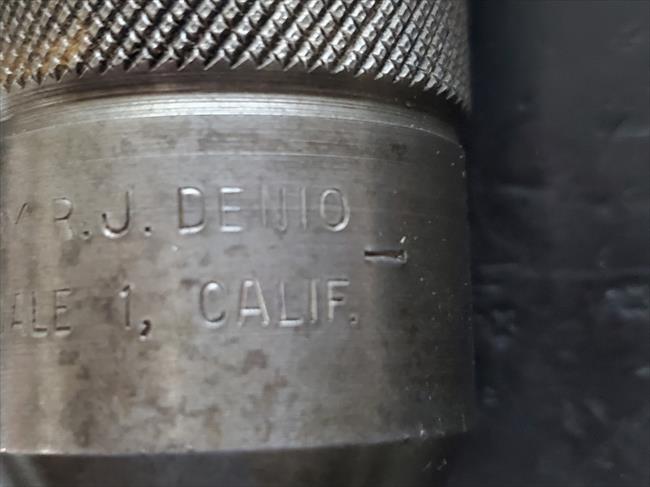 Y R.J. DENIO
ALE 1, CALIF.